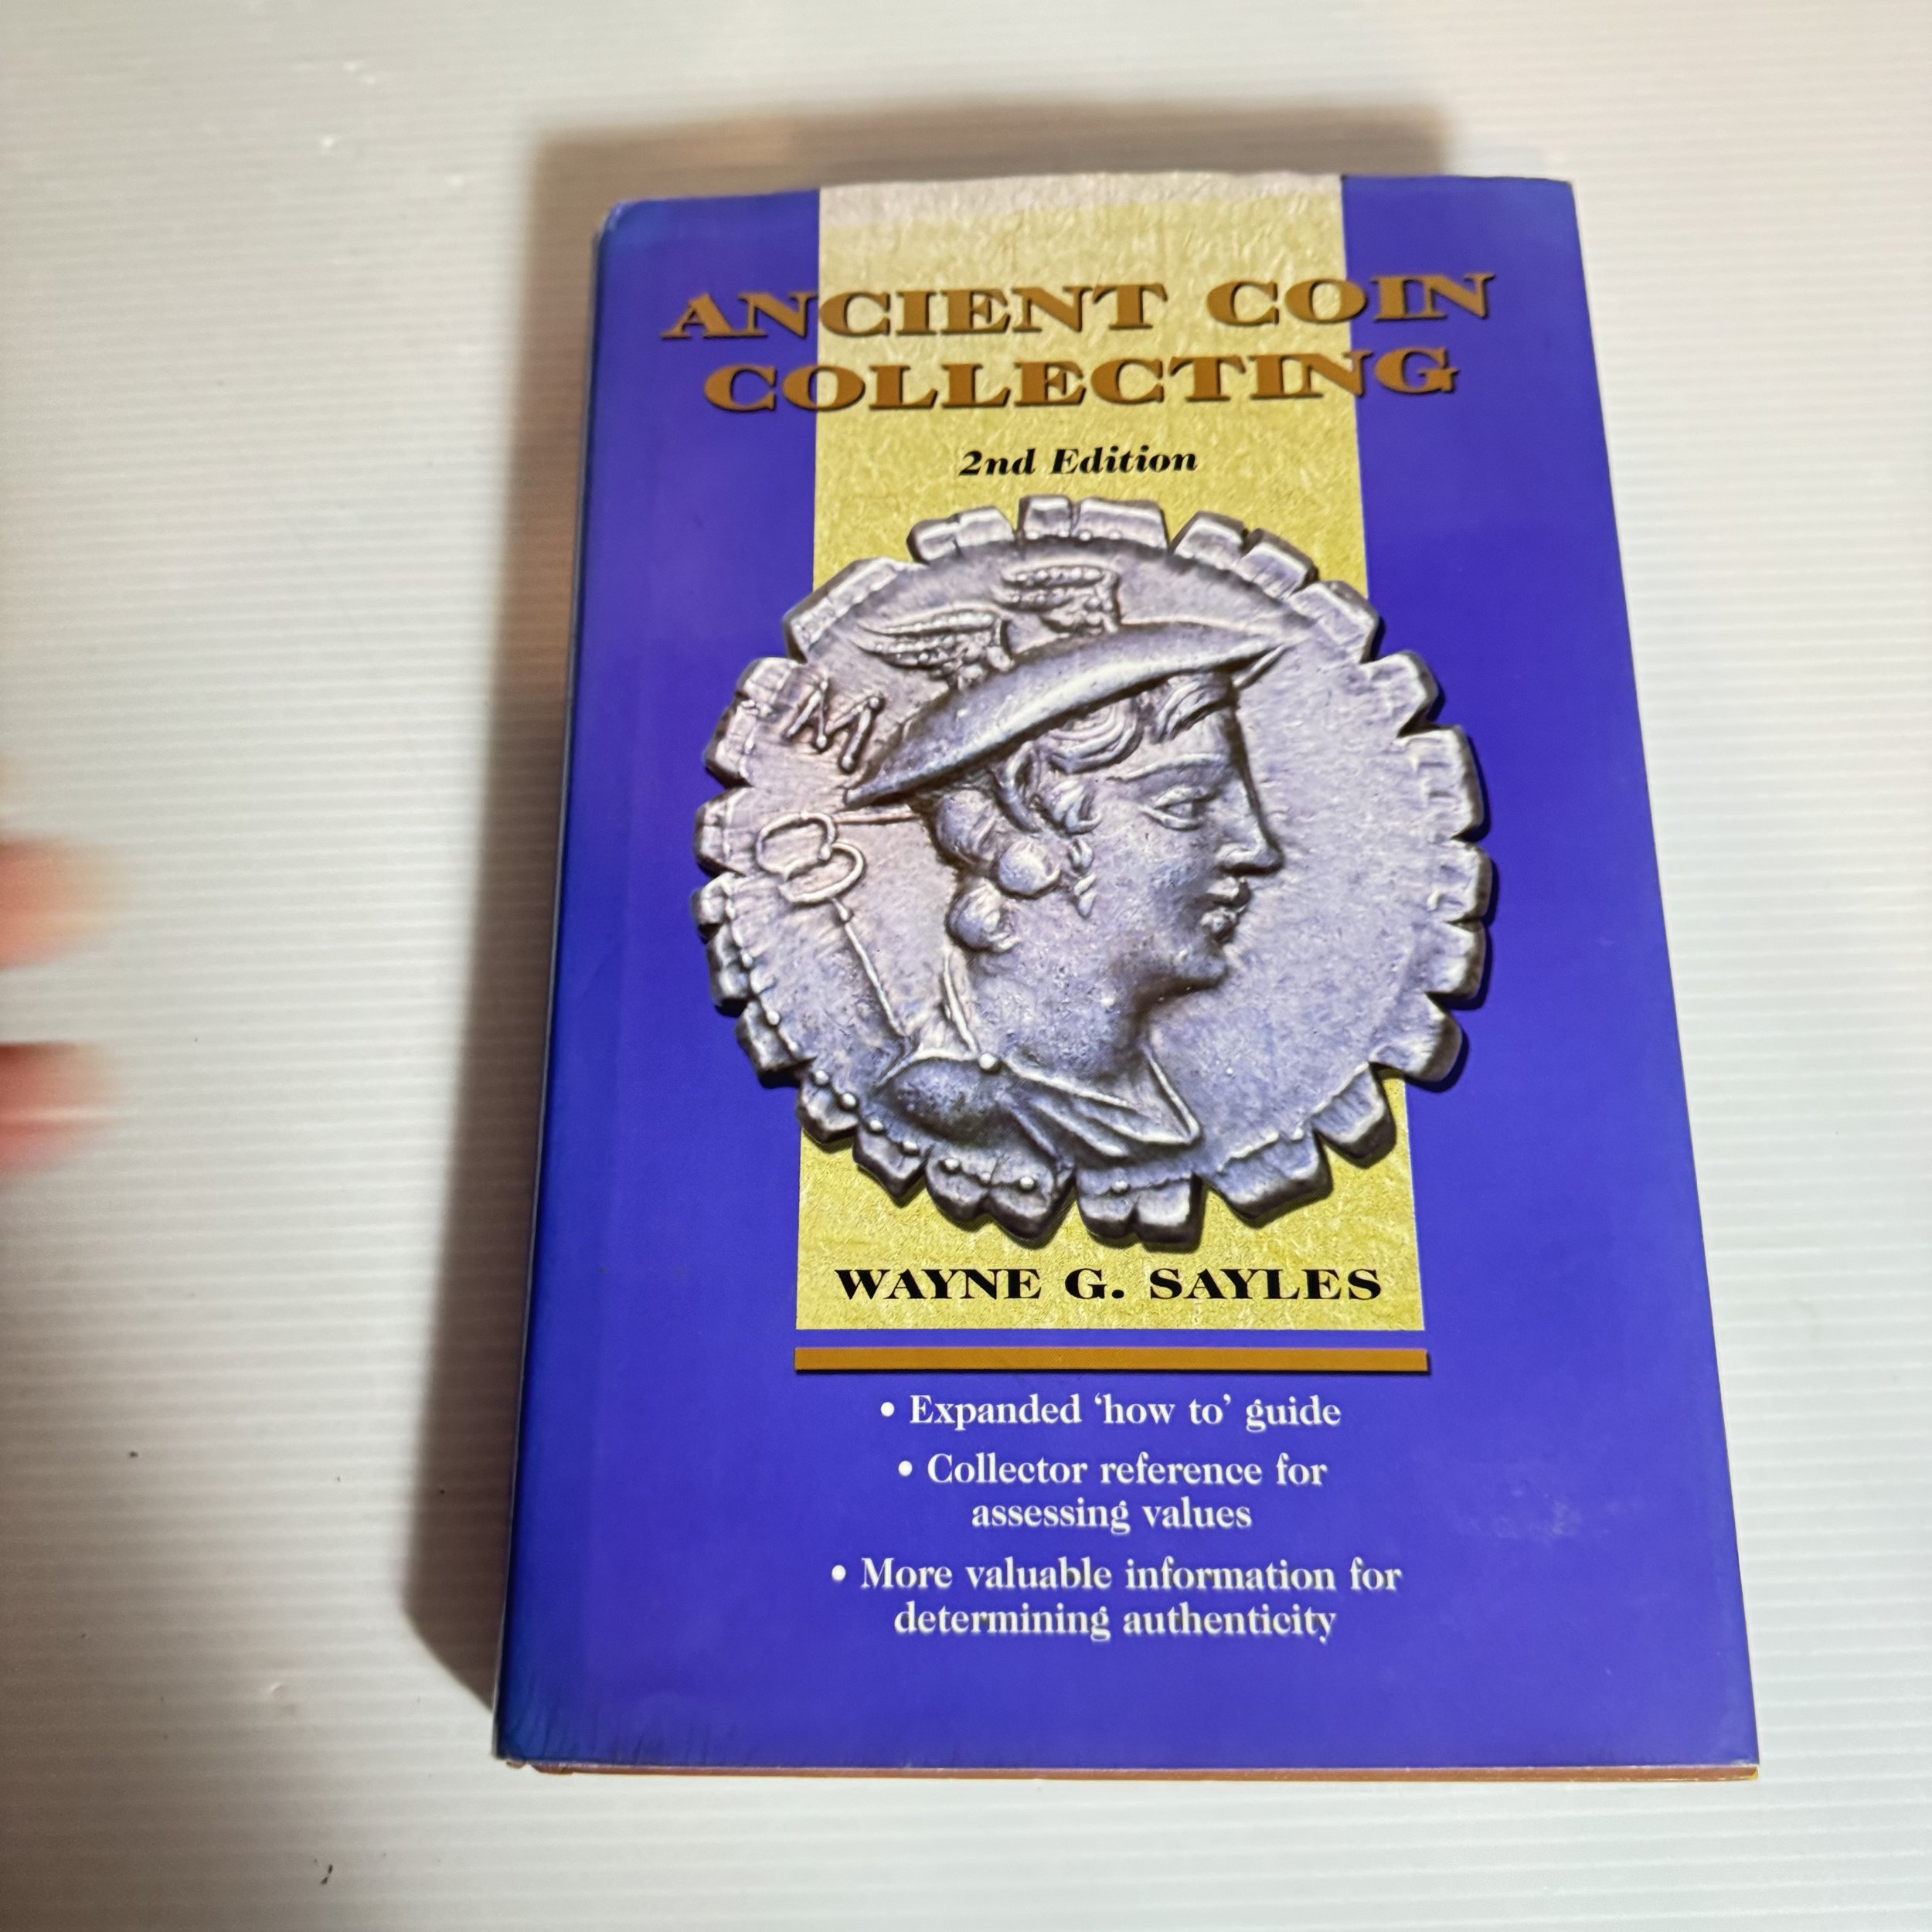 ANCIENT COIN
COLLECTING
2nd Edition
M
WAYNE G. SAYLES
• Expanded ‘how to’ guide
• Collector reference for
assessing values
• More valuable information for
determining authenticity